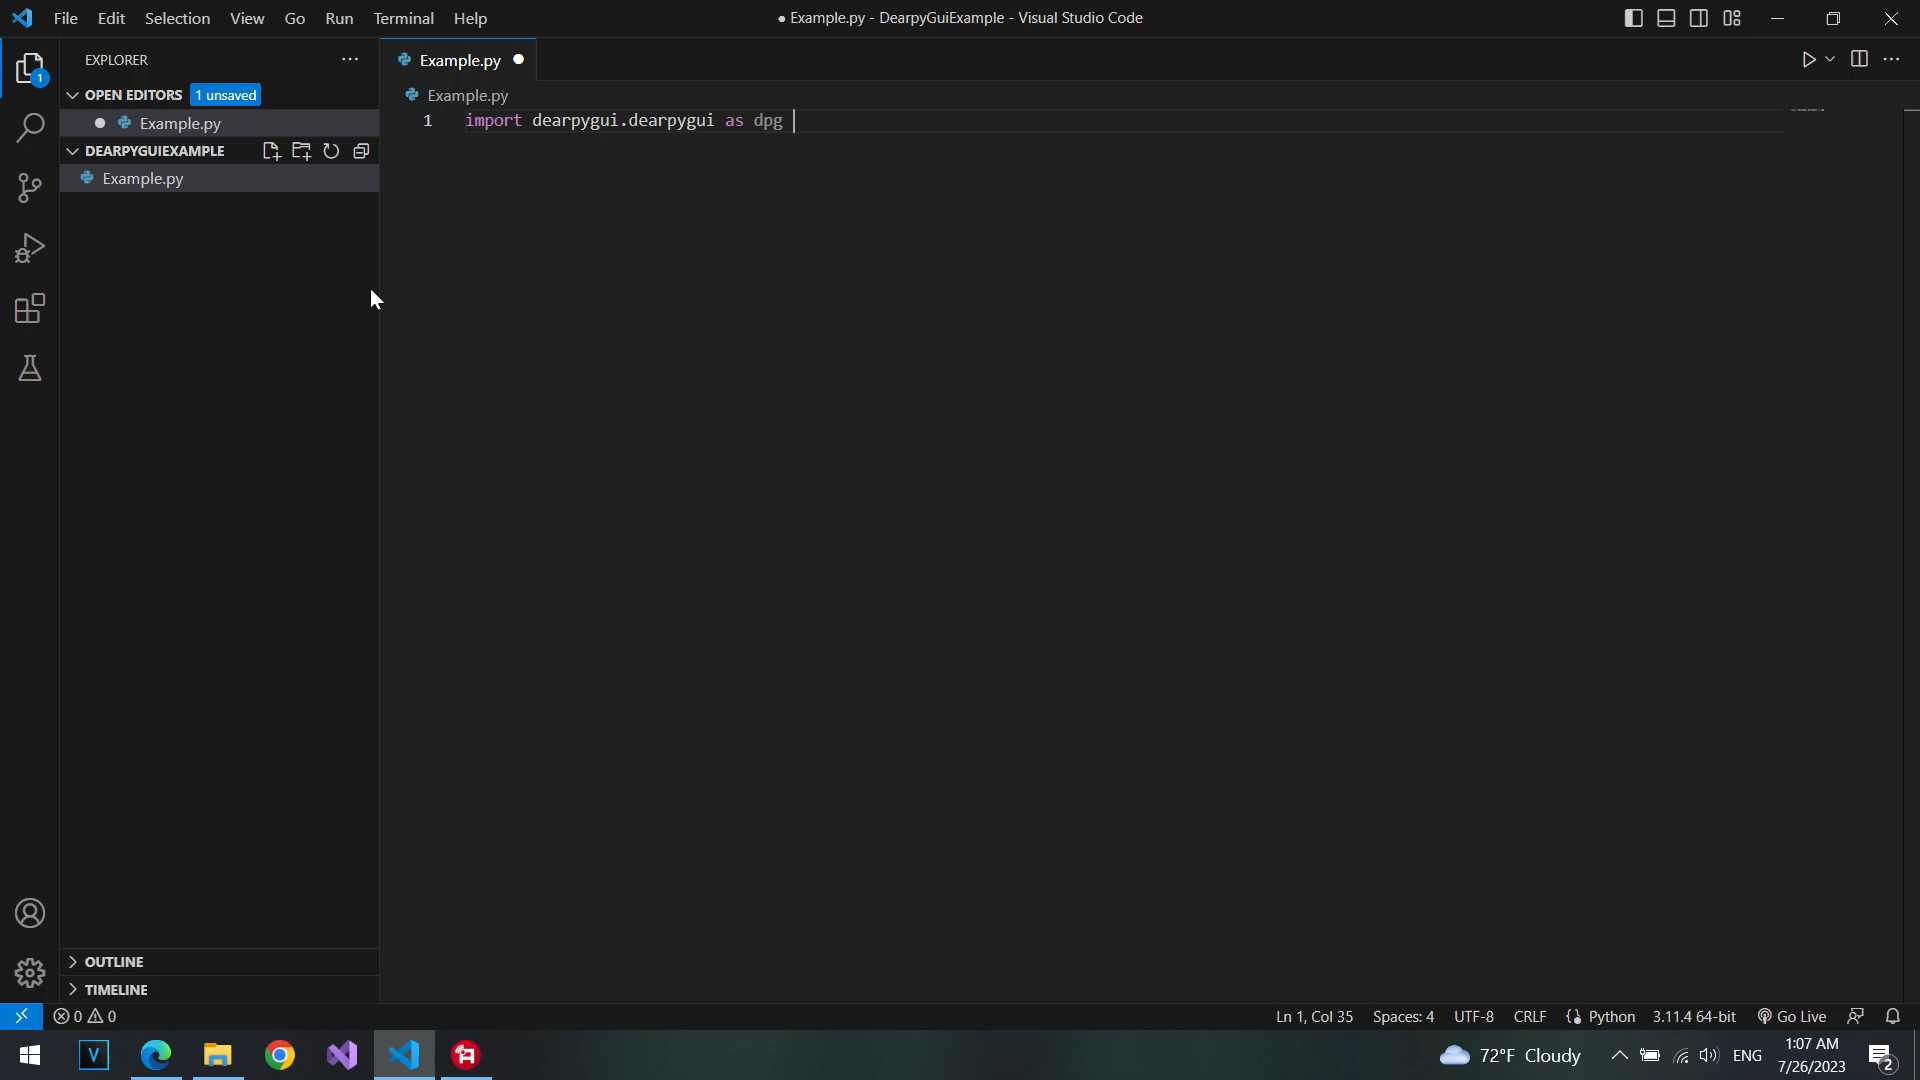 File Edit Selection View Go Run Terminal Help
● Example.py - DearpyGuiExample - Visual Studio Code
EXPLORER
Example.py
1
OPEN EDITORS 1 unsaved
Example.py
Example.py
1 import dearpygui.dearpygui as dpg
DEARPYGUIEXAMPLE
Example.py
OUTLINE
TIMELINE
0 0
Ln 1, Col 35 Spaces: 4 UTF-8 CRLF Python 3.11.4 64-bit Go Live
V
72°F Cloudy
ENG
1:07 AM
7/26/2023
2